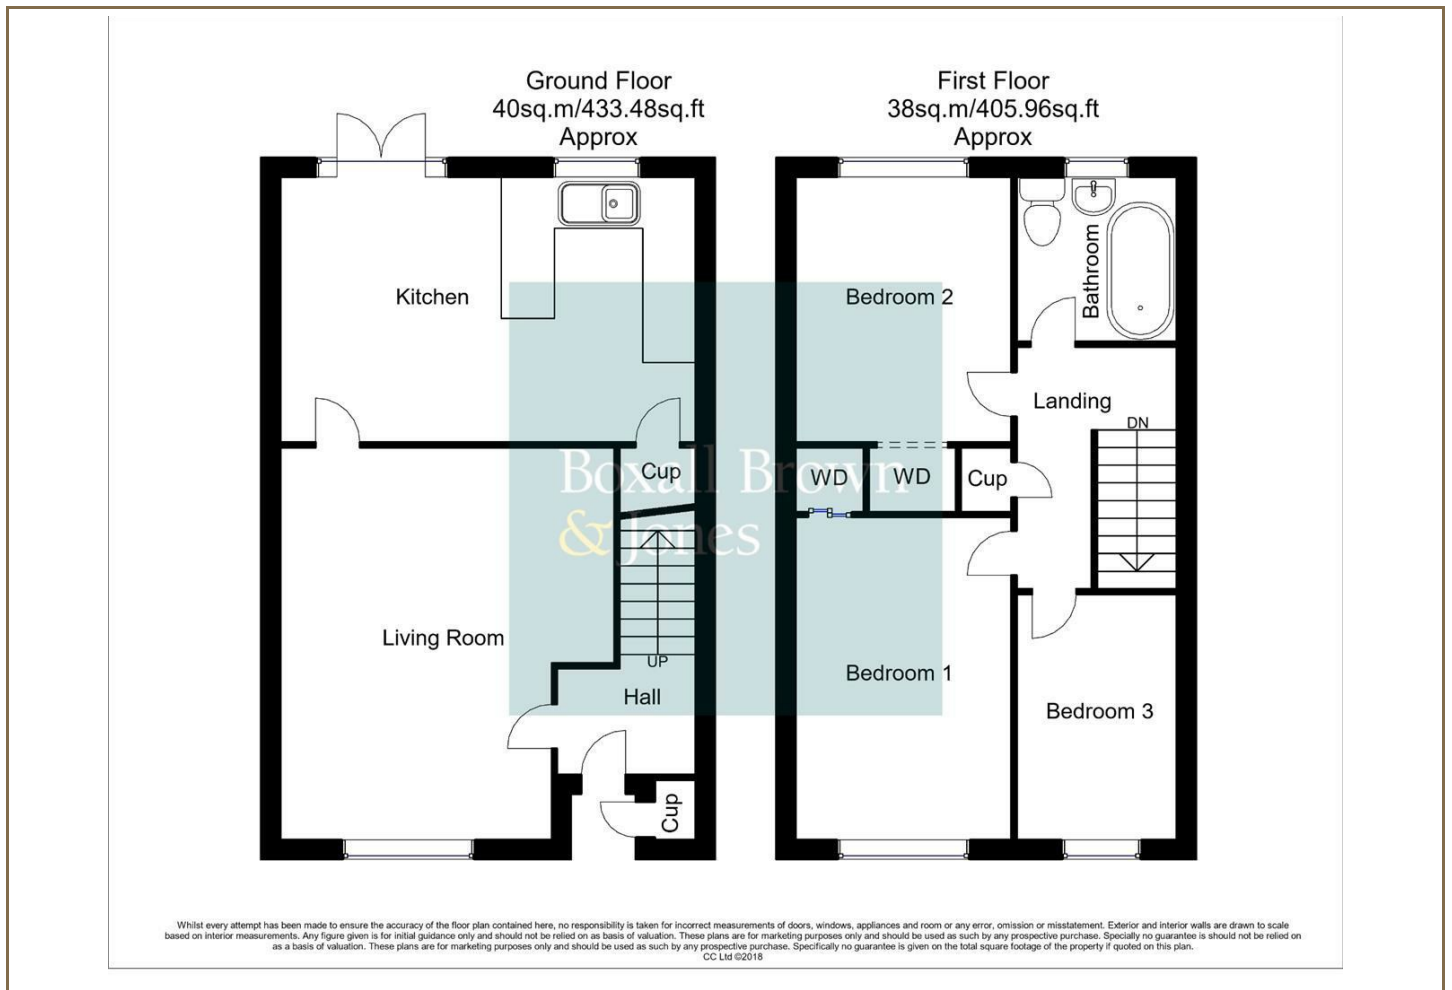 Ground Floor
40sq.m/433.48sq.ft
Approx
First Floor
38sq.m/405.96sq.ft
Approx
Kitchen
Cup
Living Room
UP
Hall
Cup
Bedroom 2
Bathroom
Landing
DN
WD
WD
Cup
Bedroom 1
Bedroom 3
Boxall Brown
& Jones
Whilst every attempt has been made to ensure the accuracy of the floor plan contained here, no responsibility is taken for incorrect measurements of doors, windows, appliances and room or any error, omission or misstatement. Exterior and interior walls are drawn to scale
based on interior measurements. Any figure given is for initial guidance only and should not be relied on as basis of valuation. These plans are for marketing purposes only and should be used as such by any prospective purchase. Specially no guarantee is should not be relied on
as a basis of valuation. These plans are for marketing purposes only and should be used as such by any prospective purchase. Specifically no guarantee is given on the total square footage of the property if quoted on this plan.
CC Ltd ©2018